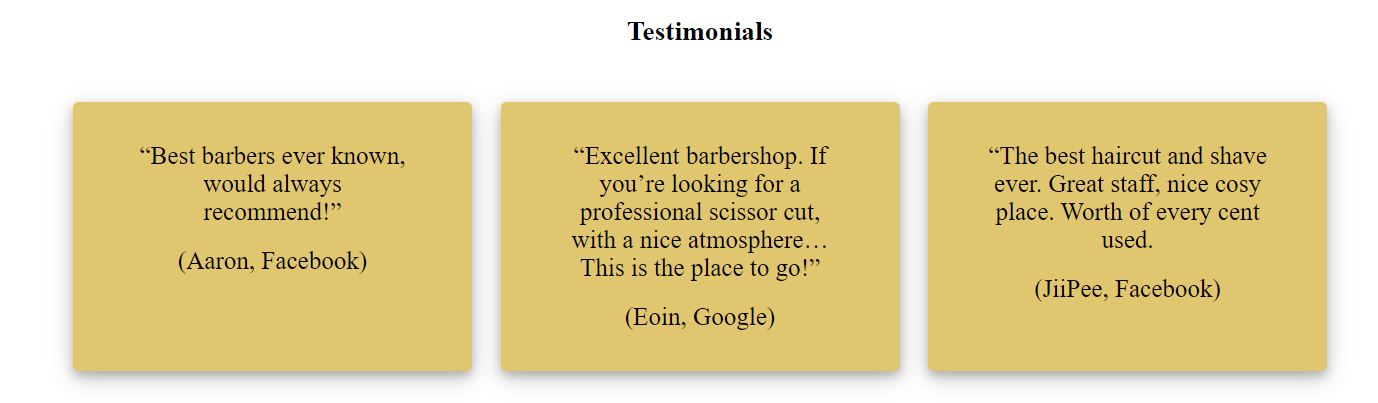 Testimonials
“Best barbers ever known,
would always
recommend!”
(Aaron, Facebook)
“Excellent barbershop. If
you’re looking for a
professional scissor cut,
with a nice atmosphere…
This is the place to go!”
(Eoin, Google)
“The best haircut and shave
ever. Great staff, nice cosy
place. Worth of every cent
used.
(JiiPee, Facebook)